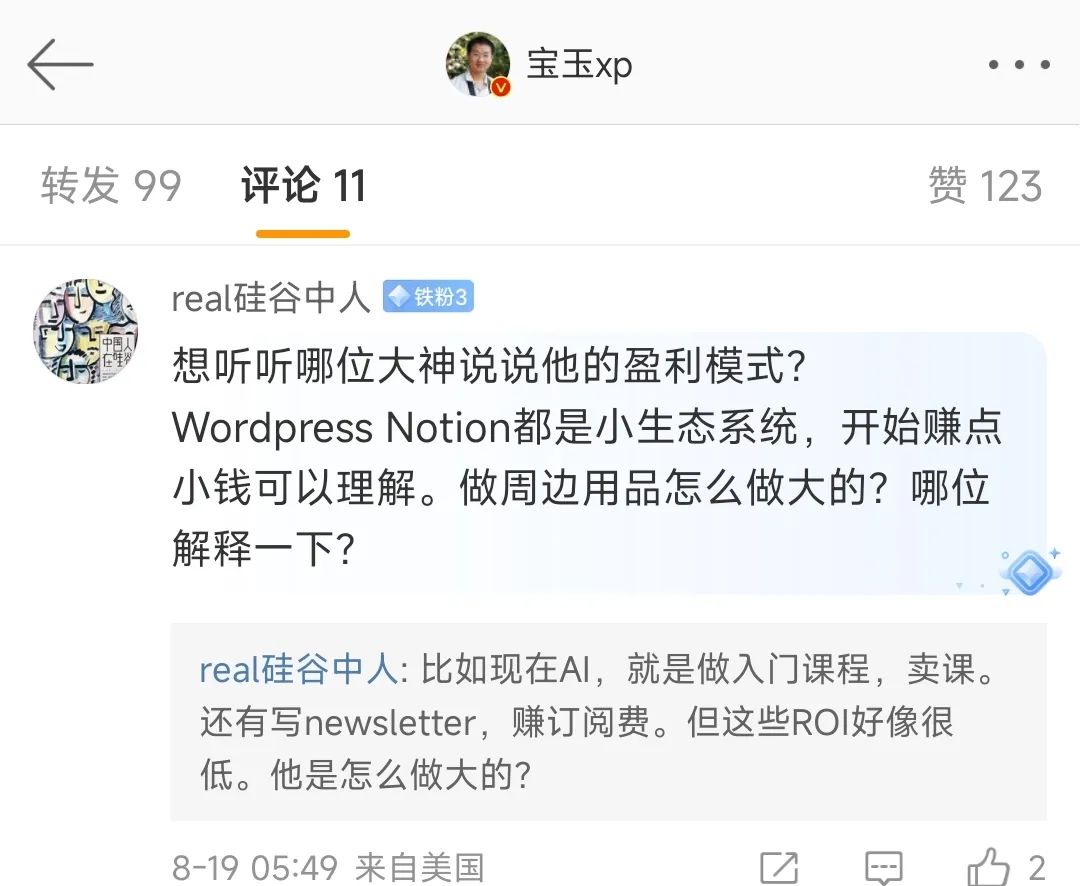 宝玉xp
转发 99 评论 11 赞 123
real硅谷中人 铁粉3
想听听哪位大神说说他的盈利模式？
Wordpress Notion都是小生态系统，开始赚点
小钱可以理解。做周边用品怎么做大的？哪位
解释一下？
real硅谷中人: 比如现在AI，就是做入门课程，卖课。
还有写newsletter，赚订阅费。但这些ROI好像很
低。他是怎么做大的？
8-19 05:49 来自美国 2
中国人
在硅谷